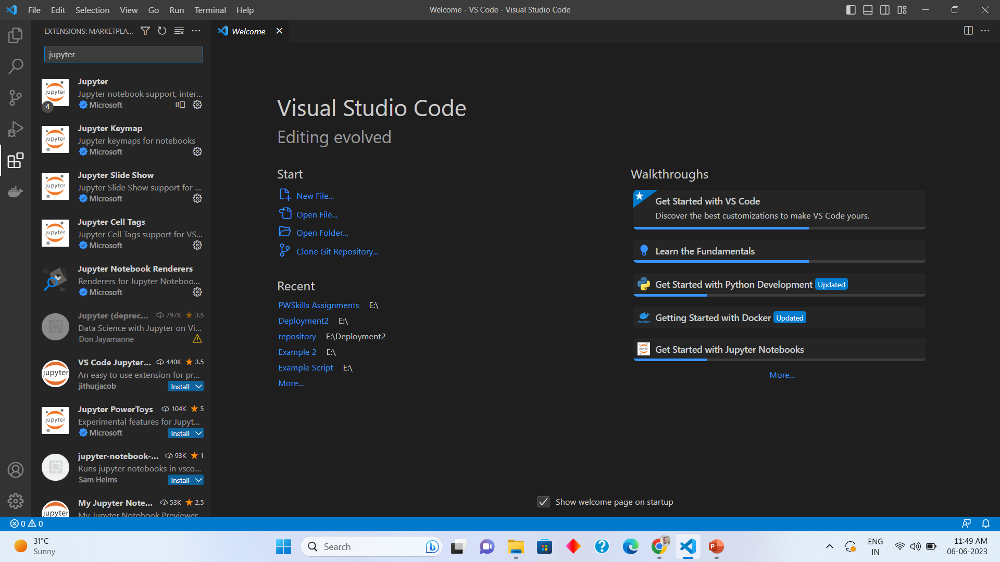 File Edit Selection View Go Run Terminal Help
Welcome - VS Code - Visual Studio Code
EXTENSIONS: MARKETPLA...
Welcome
jupyter
Jupyter
Jupyter notebook support, inter...
Microsoft
4
Jupyter Keymap
Jupyter keymaps for notebooks
Microsoft
Jupyter Slide Show
Jupyter Slide Show support for ...
Microsoft
Jupyter Cell Tags
Jupyter Cell Tags support for VS...
Microsoft
Jupyter Notebook Renderers
Renderers for Jupyter Noteboo...
Microsoft
Jupyter (deprec... 797K 3.5
Data Science with Jupyter on Vi...
Don Jayamanne
VS Code Jupyter... 440K 3.5
An easy to use extension for pr...
jithurjacob Install
Jupyter PowerToys 104K 5
Experimental features for Jupyt...
Microsoft Install
jupyter-notebook-... 93K 1
Runs jupyter notebooks in vsco...
Sam Helms Install
My Jupyter Note... 53K 2.5
My Jupyter Notebook Previewer
jupyter
jupyter
jupyter
jupyter
jupyter
jupyter
jupyter
Visual Studio Code
Editing evolved
Start
New File...
Open File...
Open Folder...
Clone Git Repository...
Recent
PWSkills Assignments E:\
Deployment2 E:\
repository E:\Deployment2
Example 2 E:\
Example Script E:\
More...
Walkthroughs
Get Started with VS Code
Discover the best customizations to make VS Code yours.
Learn the Fundamentals
Get Started with Python Development Updated
docker
Getting Started with Docker Updated
Get Started with Jupyter Notebooks
More...
Show welcome page on startup
0 0
31°C
Sunny
Search
ENG
IN
11:49 AM
06-06-2023